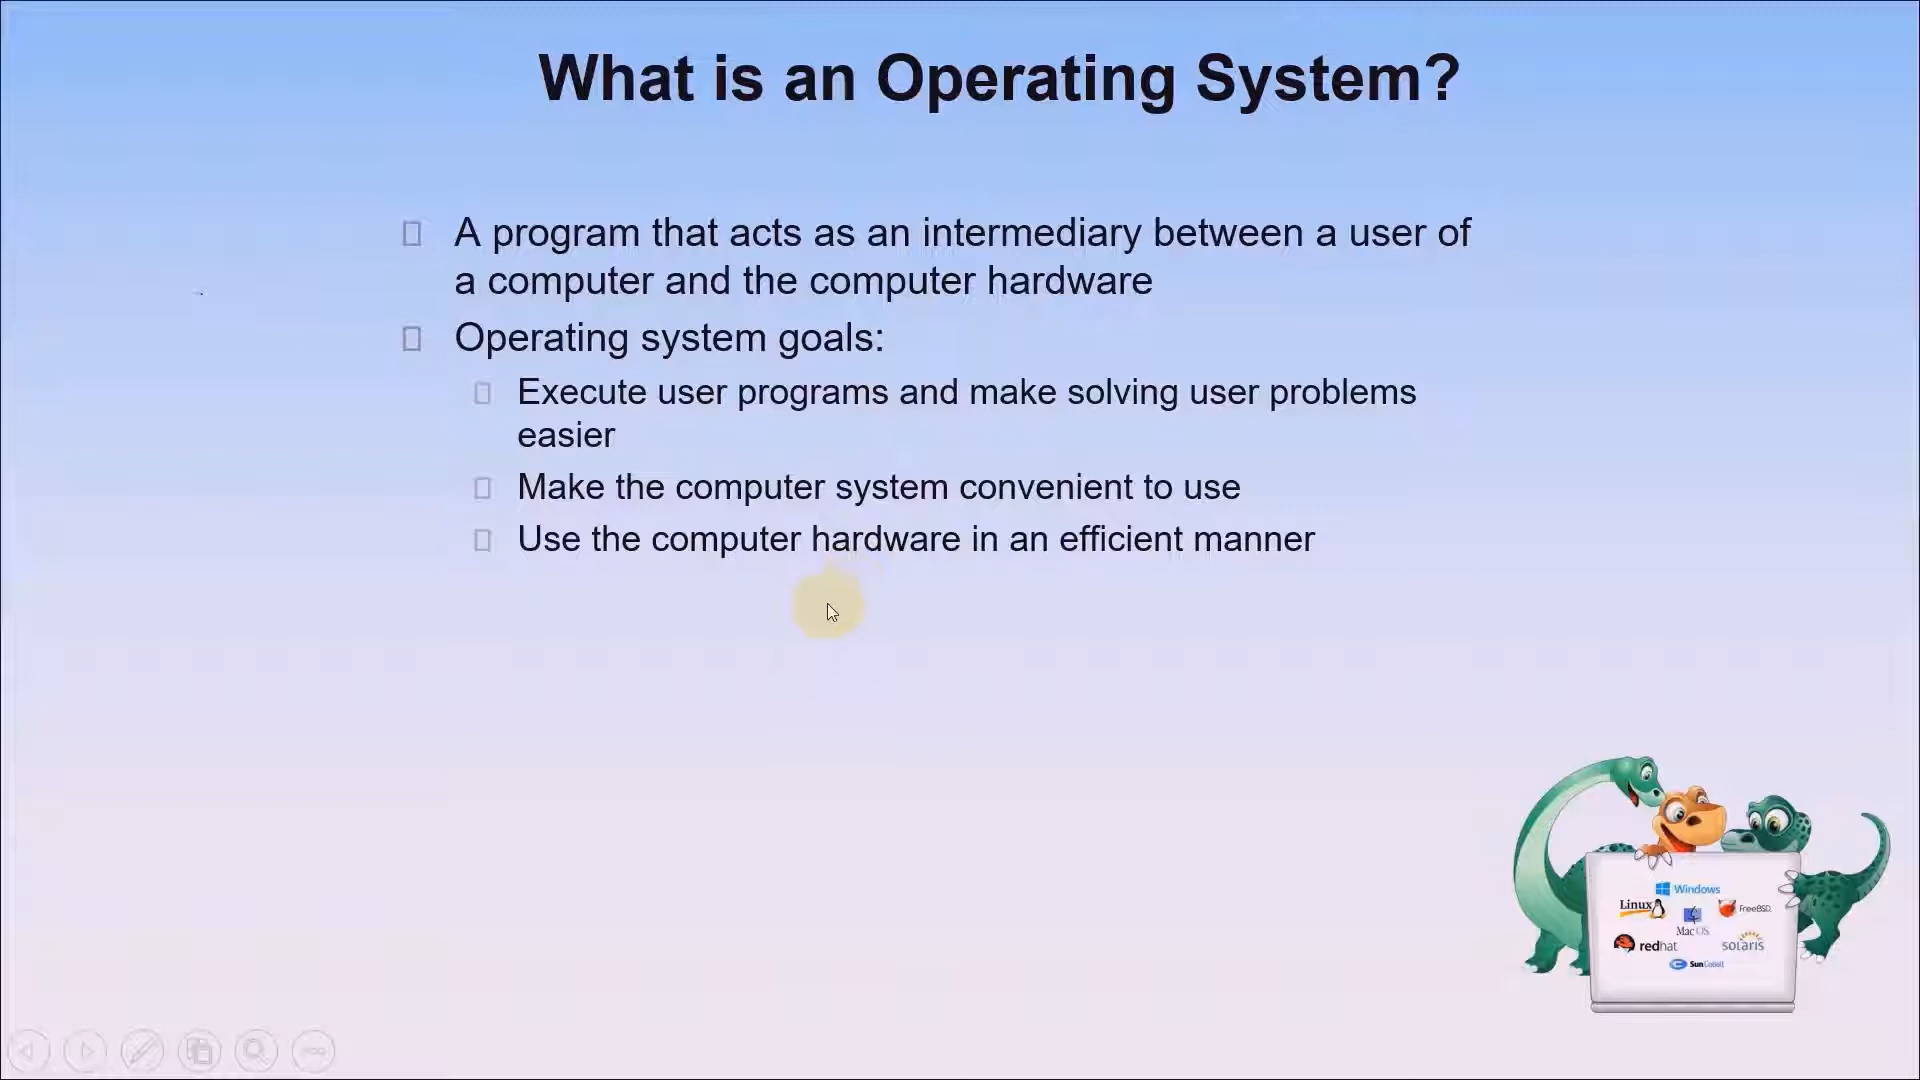 What is an Operating System?
A program that acts as an intermediary between a user of
a computer and the computer hardware
Operating system goals:
Execute user programs and make solving user problems
easier
Make the computer system convenient to use
Use the computer hardware in an efficient manner
Windows
Linux
FreeBSD
Mac OS
redhat
solaris
Sun